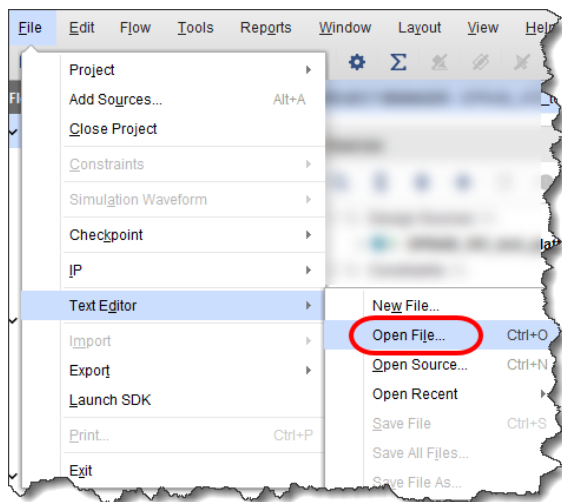 File Edit Flow Tools Reports Window Layout View Help
Project
Add Sources... Alt+A
Close Project
Constraints
Simulation Waveform
Checkpoint
IP
Text Editor
New File...
Import
Open File... Ctrl+O
Export
Open Source... Ctrl+N
Launch SDK
Open Recent
Print... Ctrl+P
Save File Ctrl+S
Save All Files...
Exit
Save File As...